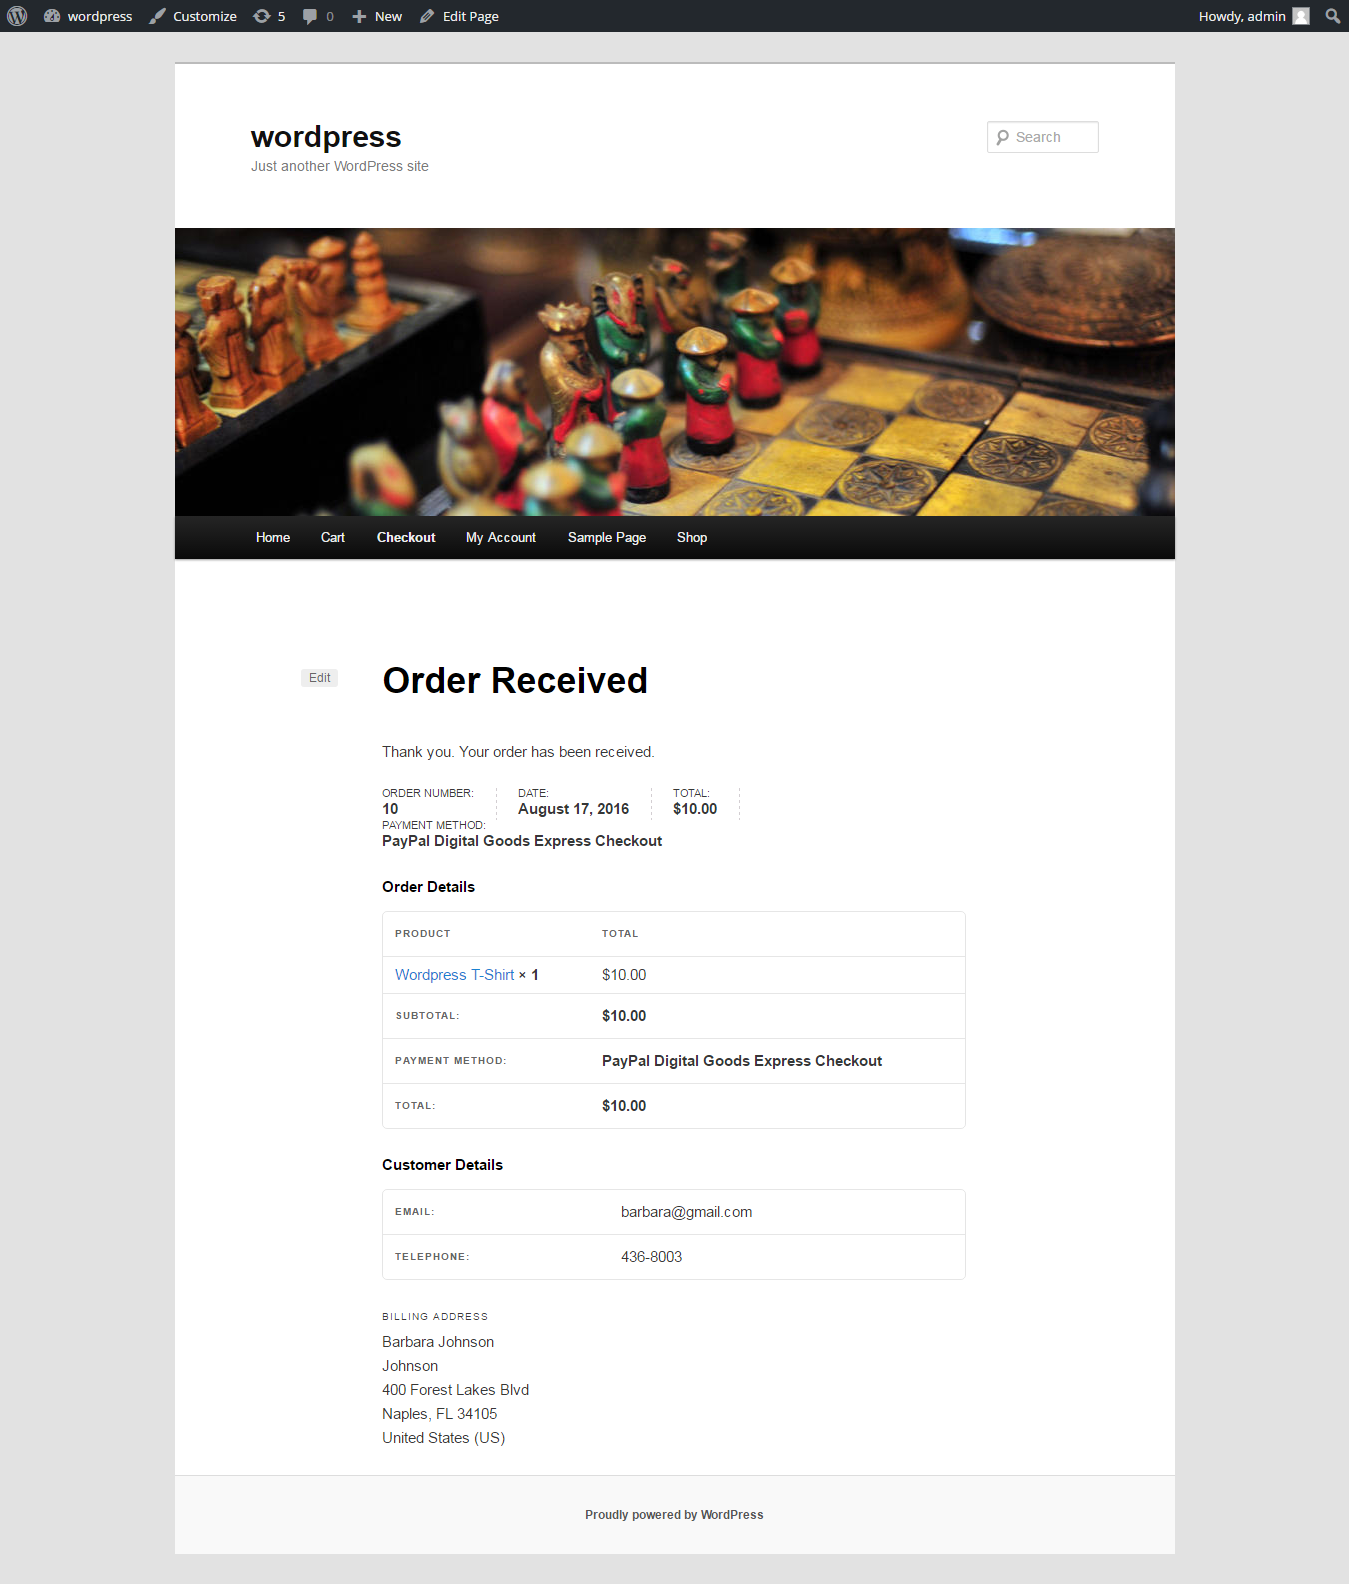 wordpress Customize 5 0 New Edit Page Howdy, admin
wordpress
Just another WordPress site
Search
Home Cart Checkout My Account Sample Page Shop
Edit
Order Received
Thank you. Your order has been received.
ORDER NUMBER: DATE: TOTAL:
10 August 17, 2016 $10.00
PAYMENT METHOD:
PayPal Digital Goods Express Checkout
Order Details
PRODUCT TOTAL
Wordpress T-Shirt × 1 $10.00
SUBTOTAL: $10.00
PAYMENT METHOD: PayPal Digital Goods Express Checkout
TOTAL: $10.00
Customer Details
EMAIL: barbara@gmail.com
TELEPHONE: 436-8003
BILLING ADDRESS
Barbara Johnson
Johnson
400 Forest Lakes Blvd
Naples, FL 34105
United States (US)
Proudly powered by WordPress